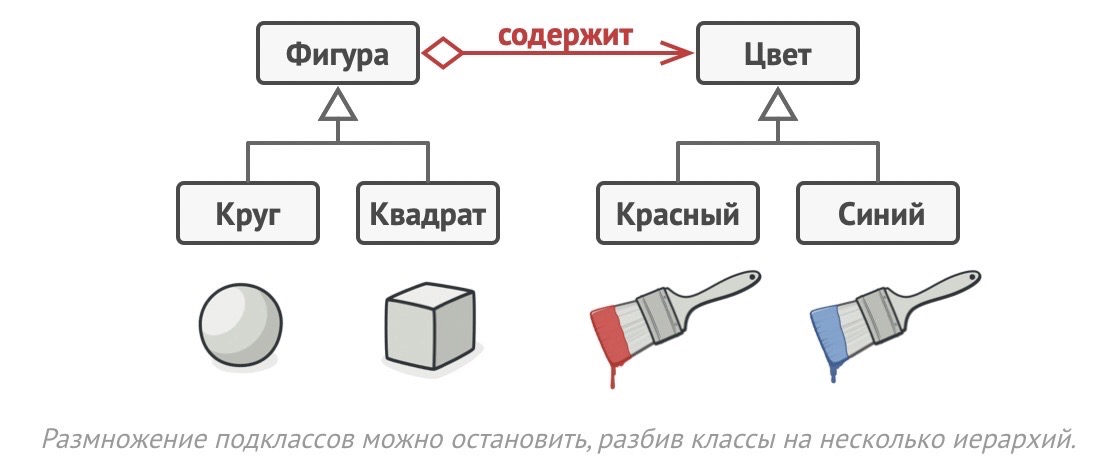 содержит
Фигура
Цвет
Круг
Квадрат
Красный
Синий
Размножение подклассов можно остановить, разбив классы на несколько иерархий.